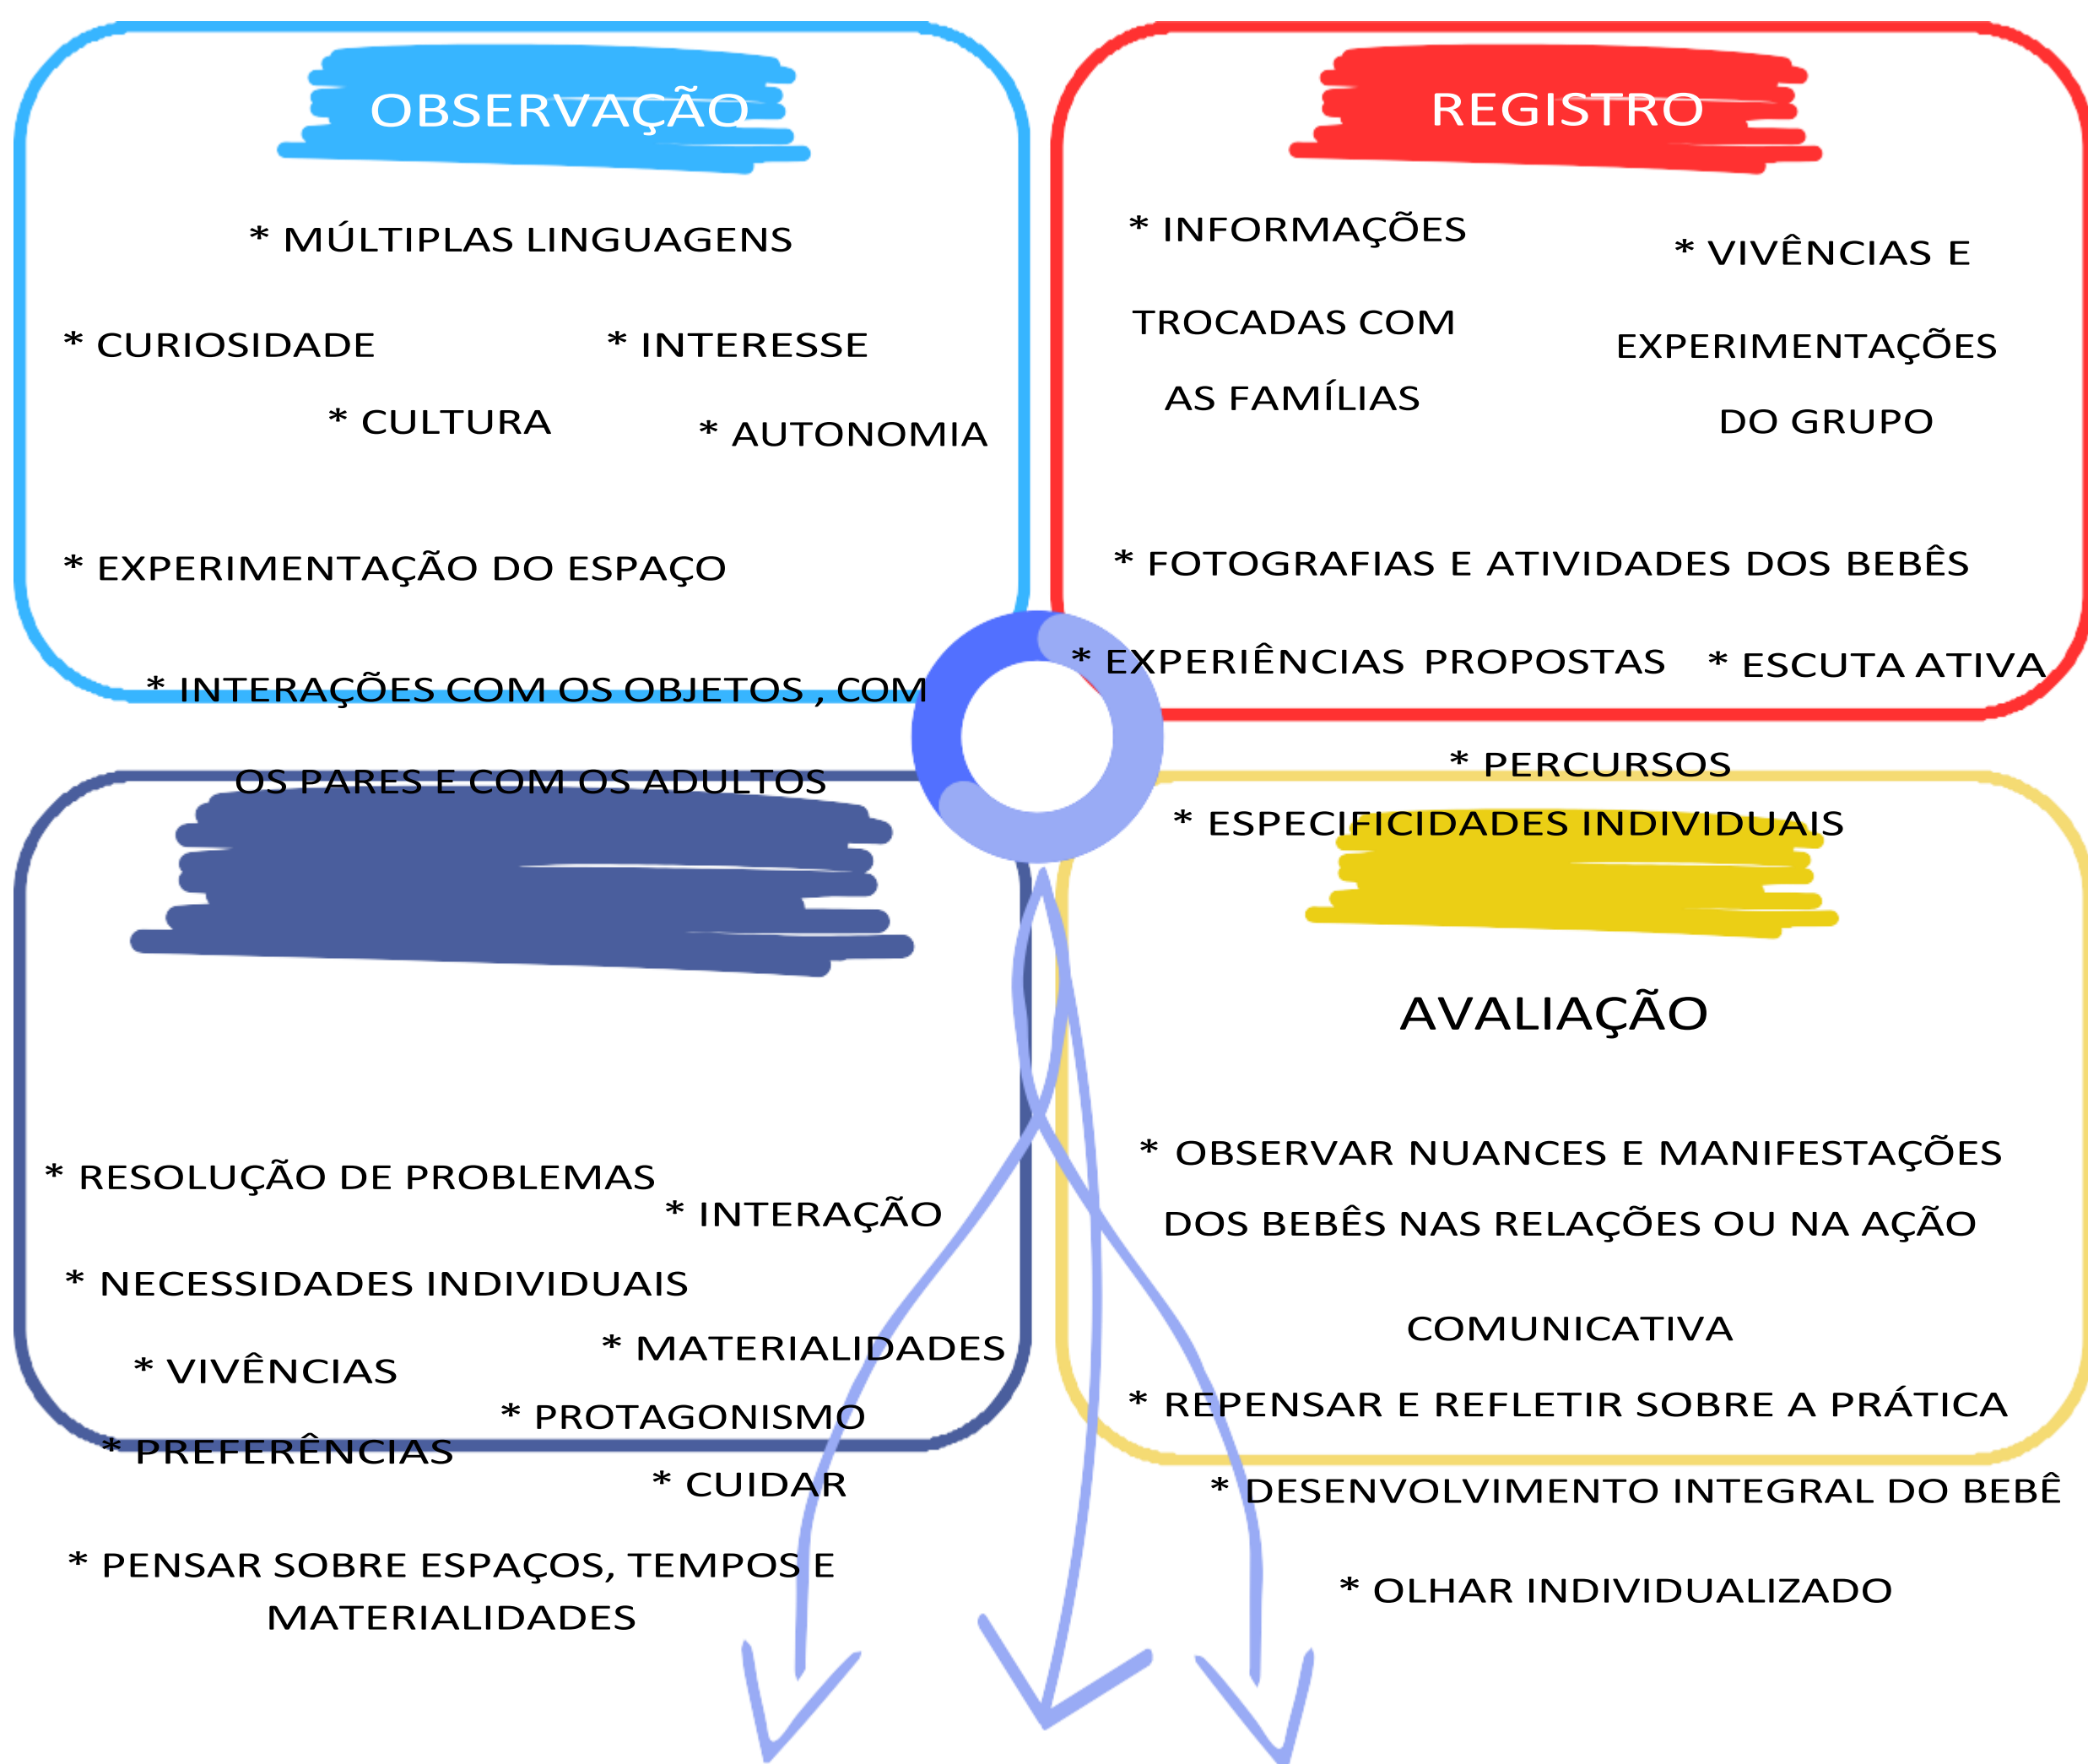 OBSERVAÇÃO
* MÚLTIPLAS LINGUAGENS
* CURIOSIDADE
* INTERESSE
* CULTURA
* AUTONOMIA
* EXPERIMENTAÇÃO DO ESPAÇO
* INTERAÇÕES COM OS OBJETOS , COM
OS PARES E COM OS ADULTOS
REGISTRO
* INFORMAÇÕES
TROCADAS COM
AS FAMÍLIAS
* VIVÊNCIAS E
EXPERIMENTAÇÕES
DO GRUPO
* FOTOGRAFIAS E ATIVIDADES DOS BEBÊS
* EXPERIÊNCIAS PROPOSTAS
* ESCUTA ATIVA
* PERCURSOS
* ESPECIFICIDADES INDIVIDUAIS
* RESOLUÇÃO DE PROBLEMAS
* INTERAÇÃO
* NECESSIDADES INDIVIDUAIS
* MATERIALIDADES
* VIVÊNCIAS
* PROTAGONISMO
* PREFERÊNCIAS
* CUIDAR
* PENSAR SOBRE ESPAÇOS, TEMPOS E
MATERIALIDADES
AVALIAÇÃO
* OBSERVAR NUANCES E MANIFESTAÇÕES
DOS BEBÊS NAS RELAÇÕES OU NA AÇÃO
COMUNICATIVA
* REPENSAR E REFLETIR SOBRE A PRÁTICA
* DESENVOLVIMENTO INTEGRAL DO BEBÊ
* OLHAR INDIVIDUALIZADO